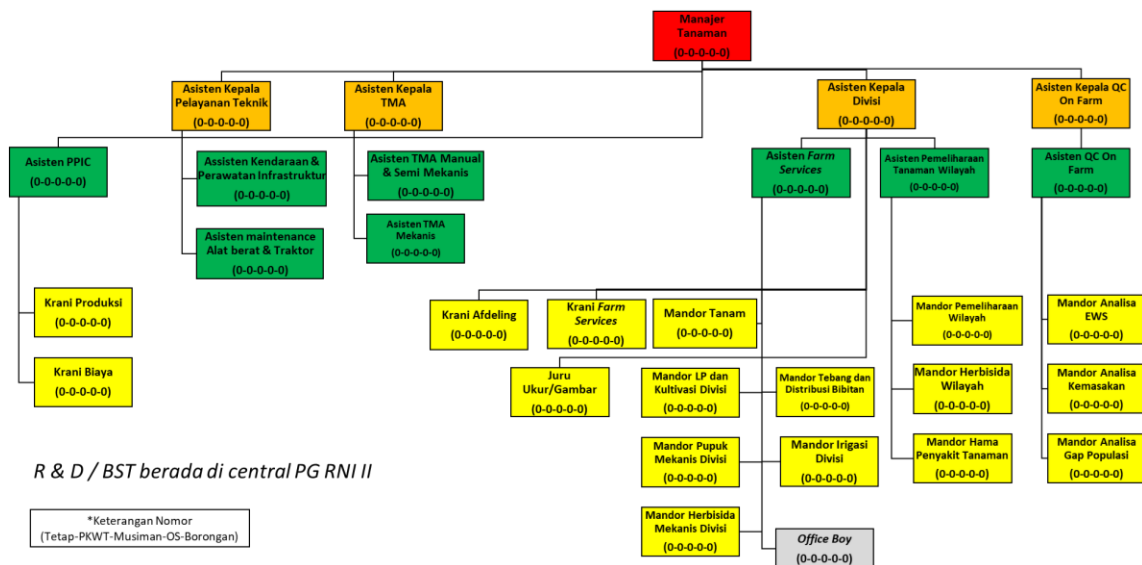 Manajer
Tanaman
(0-0-0-0-0)
Asisten Kepala
Pelayanan Teknik
(0-0-0-0-0)
Asisten Kepala
TMA
(0-0-0-0-0)
Asisten Kepala
Divisi
(0-0-0-0-0)
Asisten Kepala QC
On Farm
(0-0-0-0-0)
Asisten PPIC
(0-0-0-0-0)
Assisten Kendaraan &
Perawatan Infrastruktur
(0-0-0-0-0)
Asisten TMA Manual
& Semi Mekanis
(0-0-0-0-0)
Asisten Farm
Services
(0-0-0-0-0)
Asisten Pemeliharaan
Tanaman Wilayah
(0-0-0-0-0)
Asisten QC On
Farm
(0-0-0-0-0)
Asisten maintenance
Alat berat & Traktor
(0-0-0-0-0)
Asisten TMA
Mekanis
(0-0-0-0-0)
Krani Produksi
(0-0-0-0-0)
Krani Afdeling
(0-0-0-0-0)
Krani Farm
Services
(0-0-0-0-0)
Mandor Tanam
(0-0-0-0-0)
Mandor Pemeliharaan
Wilayah
(0-0-0-0-0)
Mandor Analisa
EWS
(0-0-0-0-0)
Krani Biaya
(0-0-0-0-0)
Juru
Ukur/Gambar
(0-0-0-0-0)
Mandor LP dan
Kultivasi Divisi
(0-0-0-0-0)
Mandor Tebang dan
Distribusi Bibitan
(0-0-0-0-0)
Mandor Herbisida
Wilayah
(0-0-0-0-0)
Mandor Analisa
Kemasakan
(0-0-0-0-0)
Mandor Pupuk
Mekanis Divisi
(0-0-0-0-0)
Mandor Irigasi
Divisi
(0-0-0-0-0)
Mandor Hama
Penyakit Tanaman
(0-0-0-0-0)
Mandor Analisa
Gap Populasi
(0-0-0-0-0)
R & D / BST berada di central PG RNI II
*Keterangan Nomor
(Tetap-PKWT-Musiman-OS-Borongan)
Mandor Herbisida
Mekanis Divisi
(0-0-0-0-0)
Office Boy
(0-0-0-0-0)